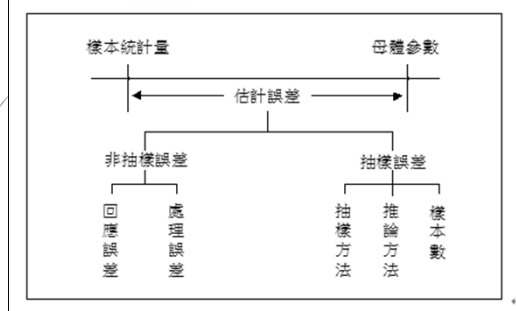 樣本統計量
母體參數
估計誤差
非抽樣誤差
抽樣誤差
回應誤差
處理誤差
抽樣方法
推論方法
樣本數